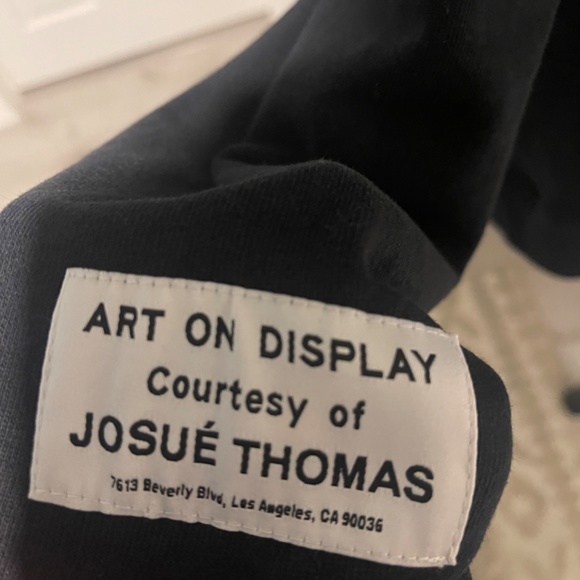 ART ON DISPLAY
Courtesy of
JOSUÉ THOMAS
7613 Beverly Blvd, Los Angeles, CA 90036